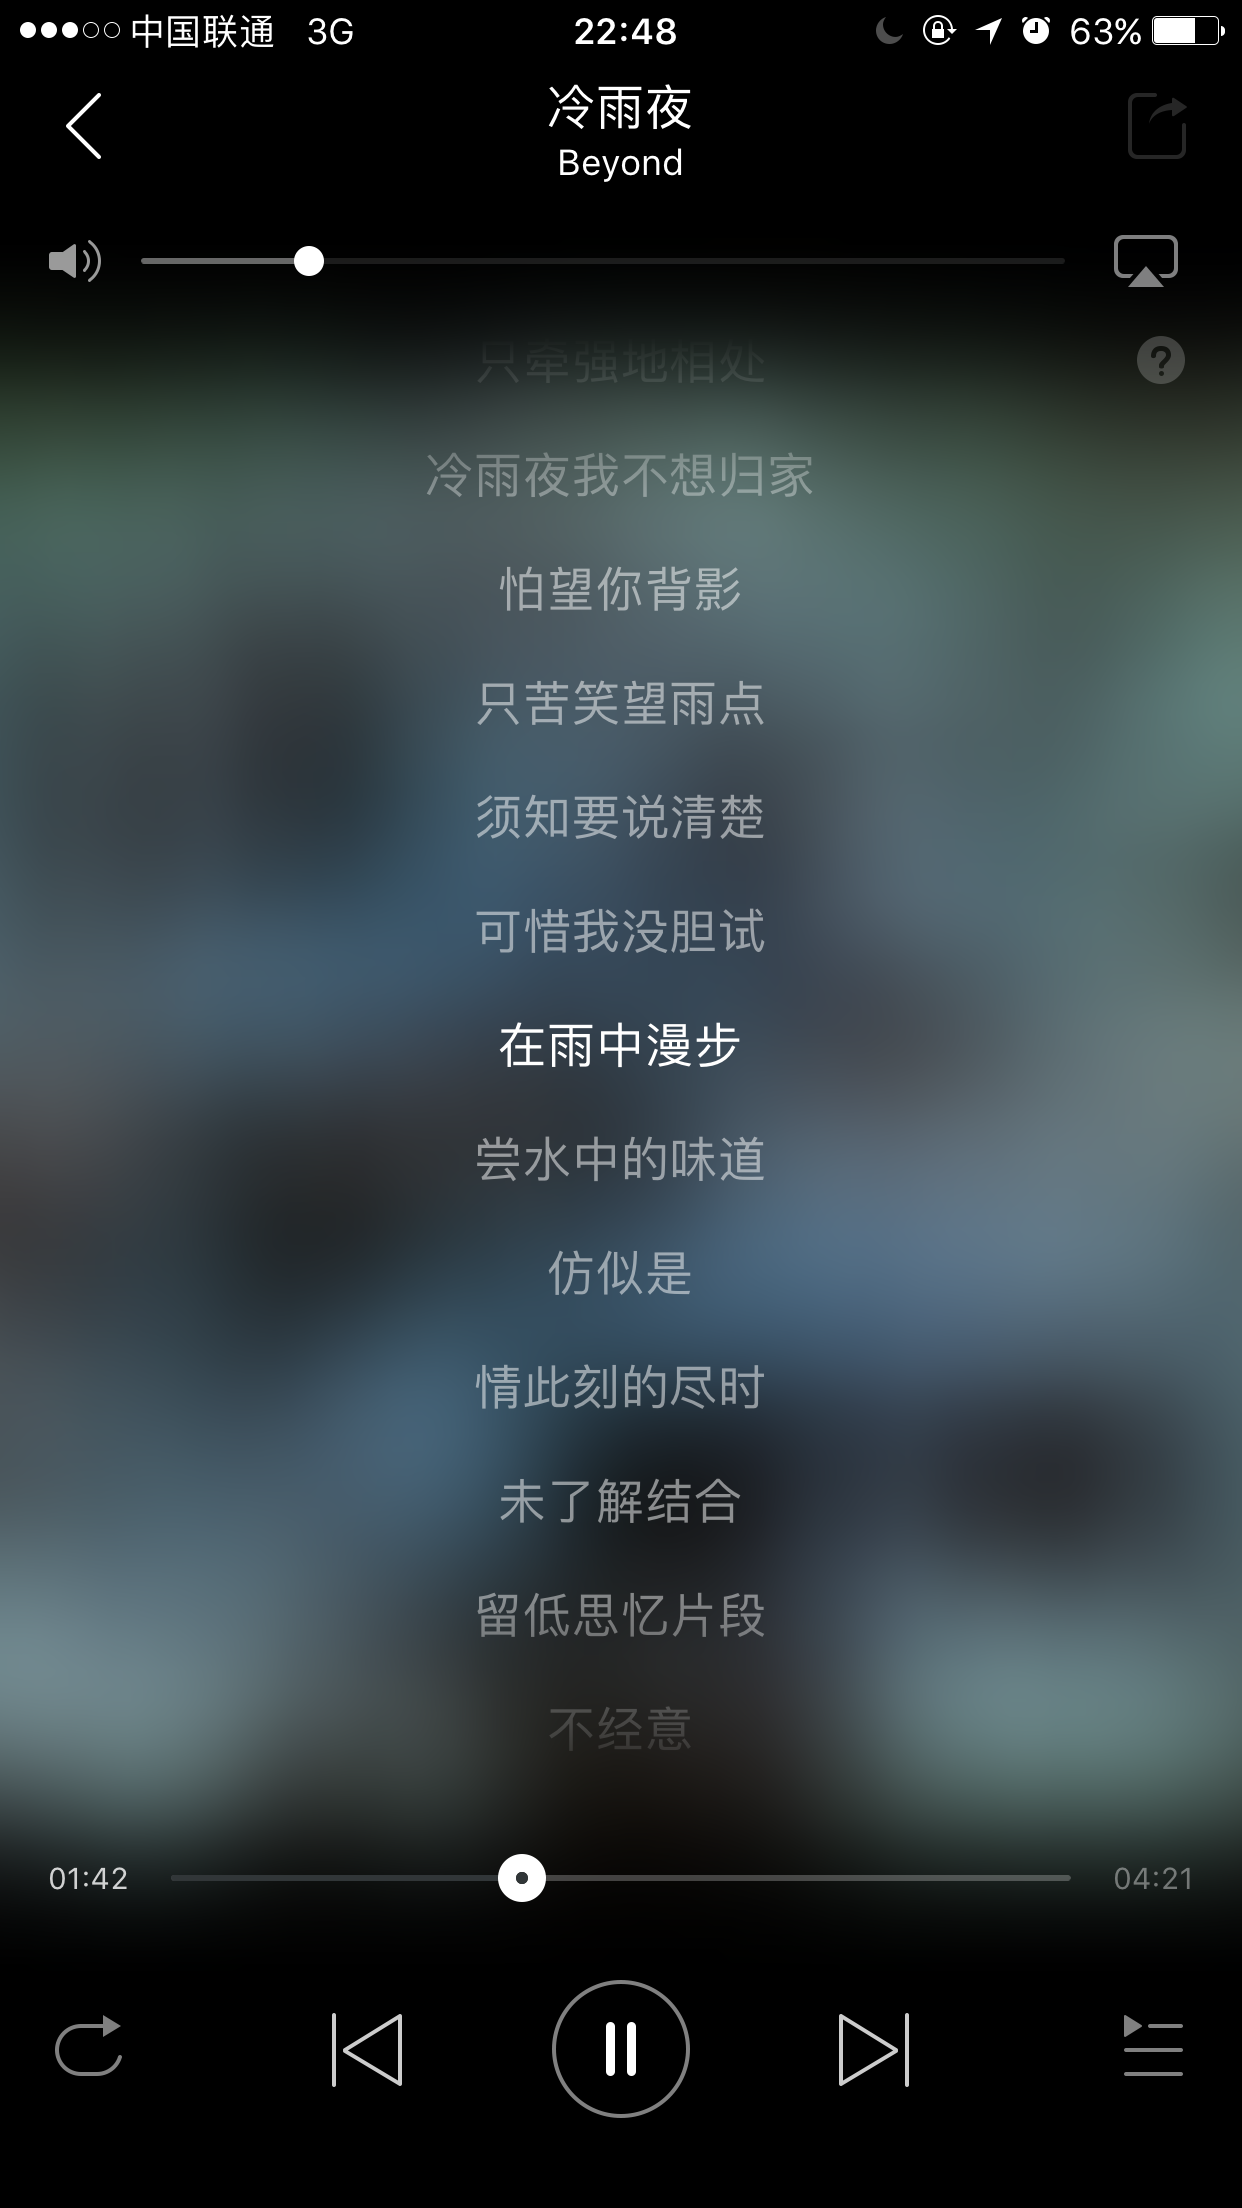 中国联通 3G 22:48 63%
冷雨夜
Beyond
只牵强地相处
冷雨夜我不想归家
怕望你背影
只苦笑望雨点
须知要说清楚
可惜我没胆试
在雨中漫步
尝水中的味道
仿似是
情此刻的尽时
未了解结合
留低思忆片段
不经意
01:42 04:21